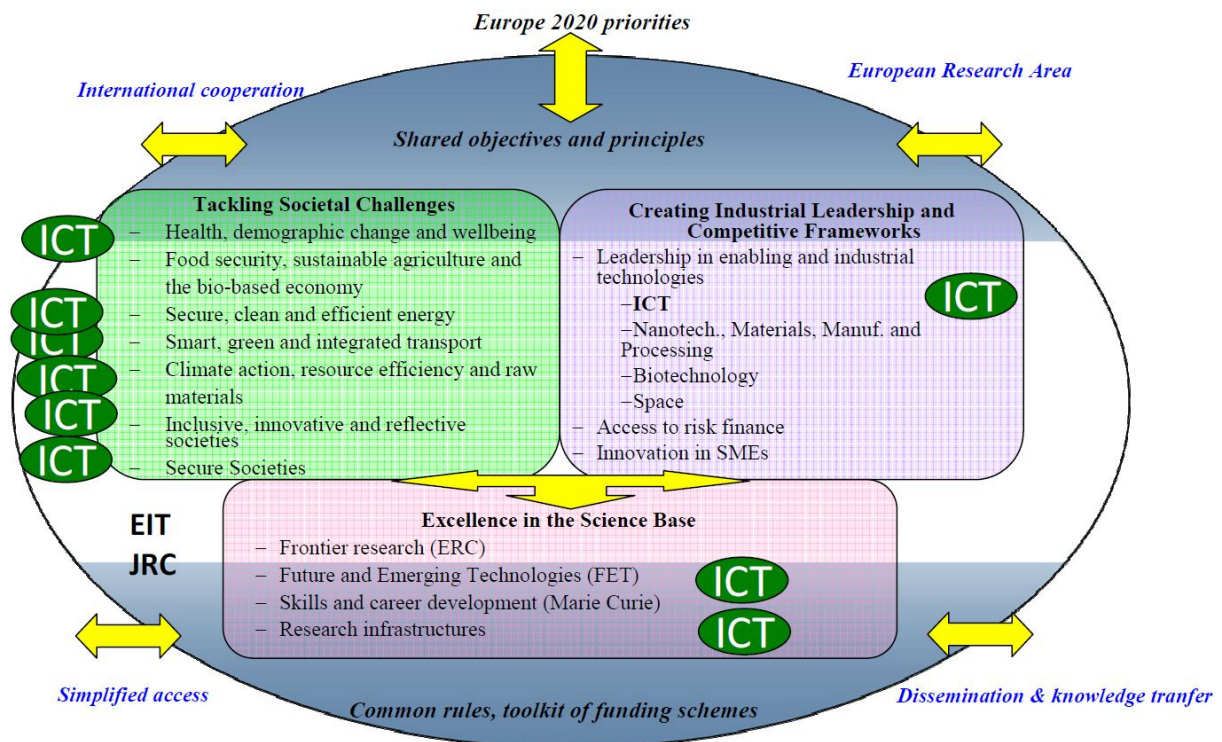 Europe 2020 priorities
International cooperation
European Research Area
Shared objectives and principles
Tackling Societal Challenges
– Health, demographic change and wellbeing
– Food security, sustainable agriculture and
the bio-based economy
– Secure, clean and efficient energy
– Smart, green and integrated transport
– Climate action, resource efficiency and raw
materials
– Inclusive, innovative and reflective
societies
– Secure Societies
ICT
ICT
ICT
ICT
ICT
ICT
Creating Industrial Leadership and
Competitive Frameworks
– Leadership in enabling and industrial
technologies
–ICT
–Nanotech., Materials, Manuf. and
Processing
–Biotechnology
–Space
– Access to risk finance
– Innovation in SMEs
ICT
EIT
JRC
Excellence in the Science Base
– Frontier research (ERC)
– Future and Emerging Technologies (FET)
– Skills and career development (Marie Curie)
– Research infrastructures
ICT
ICT
Simplified access
Common rules, toolkit of funding schemes
Dissemination & knowledge tranfer